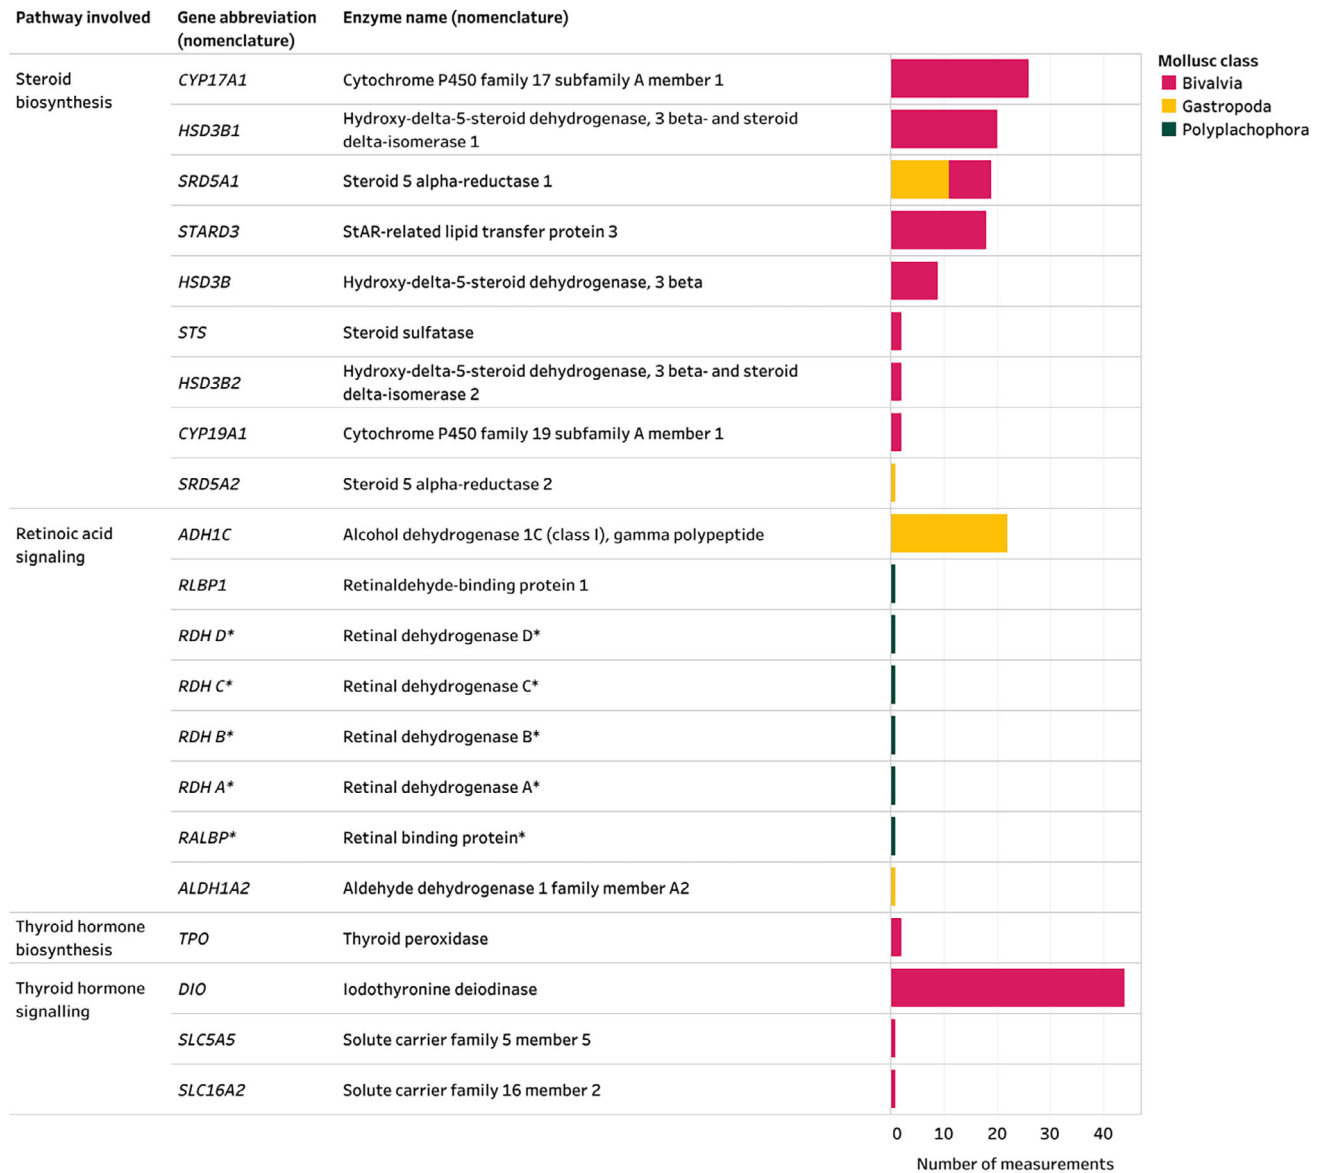 Pathway involved
Gene abbreviation
(nomenclature)
Enzyme name (nomenclature)
Steroid
biosynthesis
CYP17A1
Cytochrome P450 family 17 subfamily A member 1
HSD3B1
Hydroxy-delta-5-steroid dehydrogenase, 3 beta- and steroid
delta-isomerase 1
SRD5A1
Steroid 5 alpha-reductase 1
STARD3
StAR-related lipid transfer protein 3
HSD3B
Hydroxy-delta-5-steroid dehydrogenase, 3 beta
STS
Steroid sulfatase
HSD3B2
Hydroxy-delta-5-steroid dehydrogenase, 3 beta- and steroid
delta-isomerase 2
CYP19A1
Cytochrome P450 family 19 subfamily A member 1
SRD5A2
Steroid 5 alpha-reductase 2
Retinoic acid
signaling
ADH1C
Alcohol dehydrogenase 1C (class I), gamma polypeptide
RLBP1
Retinaldehyde-binding protein 1
RDH D*
Retinal dehydrogenase D*
RDH C*
Retinal dehydrogenase C*
RDH B*
Retinal dehydrogenase B*
RDH A*
Retinal dehydrogenase A*
RALBP*
Retinal binding protein*
ALDH1A2
Aldehyde dehydrogenase 1 family member A2
Thyroid hormone
biosynthesis
TPO
Thyroid peroxidase
Thyroid hormone
signalling
DIO
Iodothyronine deiodinase
SLC5A5
Solute carrier family 5 member 5
SLC16A2
Solute carrier family 16 member 2
0 10 20 30 40
Number of measurements
Mollusc class
Bivalvia
Gastropoda
Polyplachophora